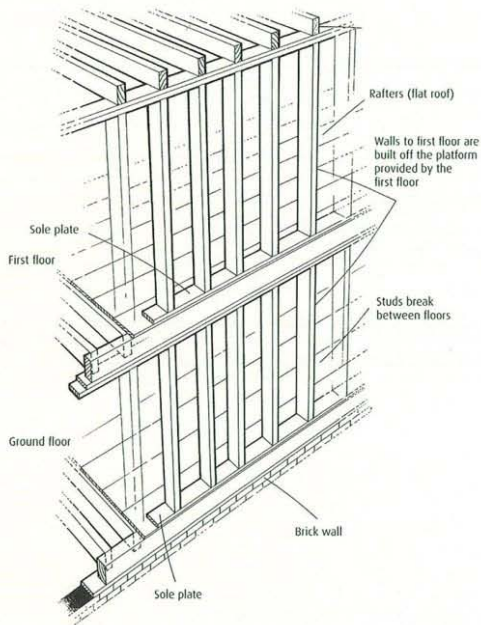 Rafters (flat roof)
Walls to first floor are
built off the platform
provided by the
first floor
Sole plate
First floor
Studs break
between floors
Ground floor
Brick wall
Sole plate